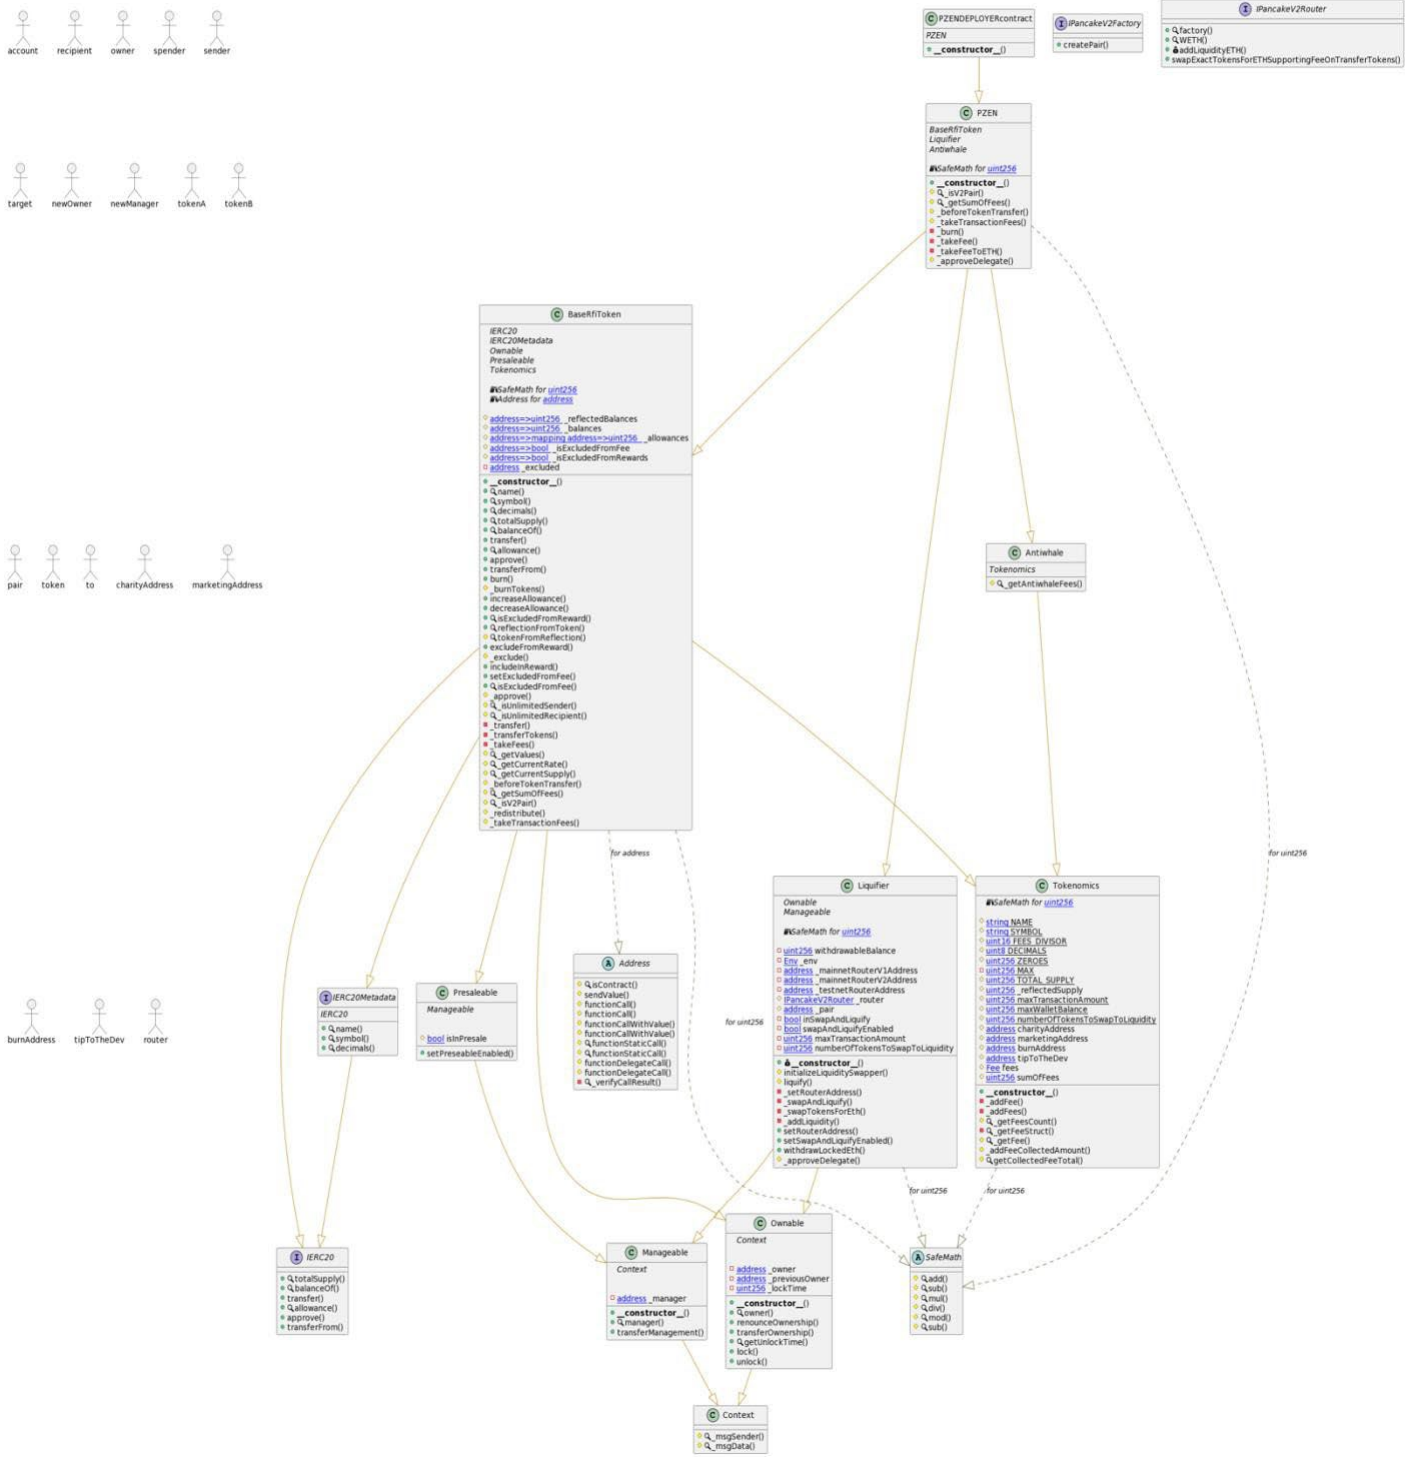 account
recipient
owner
spender
sender
PZENDEPLOYERcontract
PZEN
__constructor__()
IPancakeV2Factory
createPair()
IPancakeV2Router
factory()
WETH()
addLiquidityETH()
swapExactTokensForETHSupportingFeeOnTransferTokens()
target
newOwner
newManager
tokenA
tokenB
PZEN
BaseRfiToken
Liquifier
Antiwhale
SafeMath for uint256
__constructor__()
_isV2Pair()
_getSumOfFees()
_beforeTokenTransfer()
_takeTransactionFees()
_burn()
_takeFee()
_takeFeeToETH()
_approveDelegate()
BaseRfiToken
IERC20
IERC20Metadata
Ownable
Presaleable
Tokenomics
SafeMath for uint256
Address for address
address=>uint256 _reflectedBalances
address=>uint256 _balances
address=>mapping address=>uint256 _allowances
address=>bool _isExcludedFromFee
address=>bool _isExcludedFromRewards
address _excluded
__constructor__()
name()
symbol()
decimals()
totalSupply()
balanceOf()
transfer()
allowance()
approve()
transferFrom()
burn()
_burnTokens()
increaseAllowance()
decreaseAllowance()
isExcludedFromReward()
reflectionFromToken()
tokenFromReflection()
excludeFromReward()
_exclude()
includeInReward()
setExcludedFromFee()
isExcludedFromFee()
_approve()
_isUnlimitedSender()
_isUnlimitedRecipient()
_transfer()
_transferTokens()
_takeFees()
_getValues()
_getCurrentRate()
_getCurrentSupply()
_beforeTokenTransfer()
_getSumOfFees()
_isV2Pair()
_redistribute()
_takeTransactionFees()
Antiwhale
Tokenomics
_getAntiwhaleFees()
pair
token
to
charityAddress
marketingAddress
for address
for uint256
Liquifier
Ownable
Manageable
SafeMath for uint256
uint256 withdrawableBalance
Env _env
address _mainnetRouterV1Address
address _mainnetRouterV2Address
address _testnetRouterAddress
IPancakeV2Router _router
address _pair
bool inSwapAndLiquify
bool swapAndLiquifyEnabled
uint256 maxTransactionAmount
uint256 numberOfTokensToSwapToLiquidity
__constructor__()
initializeLiquiditySwapper()
liquify()
_setRouterAddress()
_swapAndLiquify()
_swapTokensForEth()
_addLiquidity()
setRouterAddress()
setSwapAndLiquifyEnabled()
withdrawLockedEth()
_approveDelegate()
Tokenomics
SafeMath for uint256
string NAME
string SYMBOL
uint16 FEES_DIVISOR
uint8 DECIMALS
uint256 ZEROES
uint256 MAX
uint256 TOTAL_SUPPLY
uint256 _reflectedSupply
uint256 maxTransactionAmount
uint256 maxWalletBalance
uint256 numberOfTokensToSwapToLiquidity
address charityAddress
address marketingAddress
address burnAddress
address tipToTheDev
Fee fees
uint256 sumOfFees
__constructor__()
_addFee()
_addFees()
_getFeesCount()
_getFeeStruct()
_getFee()
_addFeeCollectedAmount()
getCollectedFeeTotal()
Address
isContract()
sendValue()
functionCall()
functionCall()
functionCallWithValue()
functionCallWithValue()
functionStaticCall()
functionStaticCall()
functionDelegateCall()
functionDelegateCall()
_verifyCallResult()
for uint256
IERC20Metadata
IERC20
name()
symbol()
decimals()
Presaleable
Manageable
bool isInPresale
setPreseableEnabled()
burnAddress
tipToTheDev
router
for uint256
for uint256
IERC20
totalSupply()
balanceOf()
transfer()
allowance()
approve()
transferFrom()
Manageable
Context
address _manager
__constructor__()
manager()
transferManagement()
Ownable
Context
address _owner
address _previousOwner
uint256 _lockTime
__constructor__()
owner()
renounceOwnership()
transferOwnership()
getUnlockTime()
lock()
unlock()
SafeMath
add()
sub()
mul()
div()
mod()
sub()
Context
_msgSender()
_msgData()